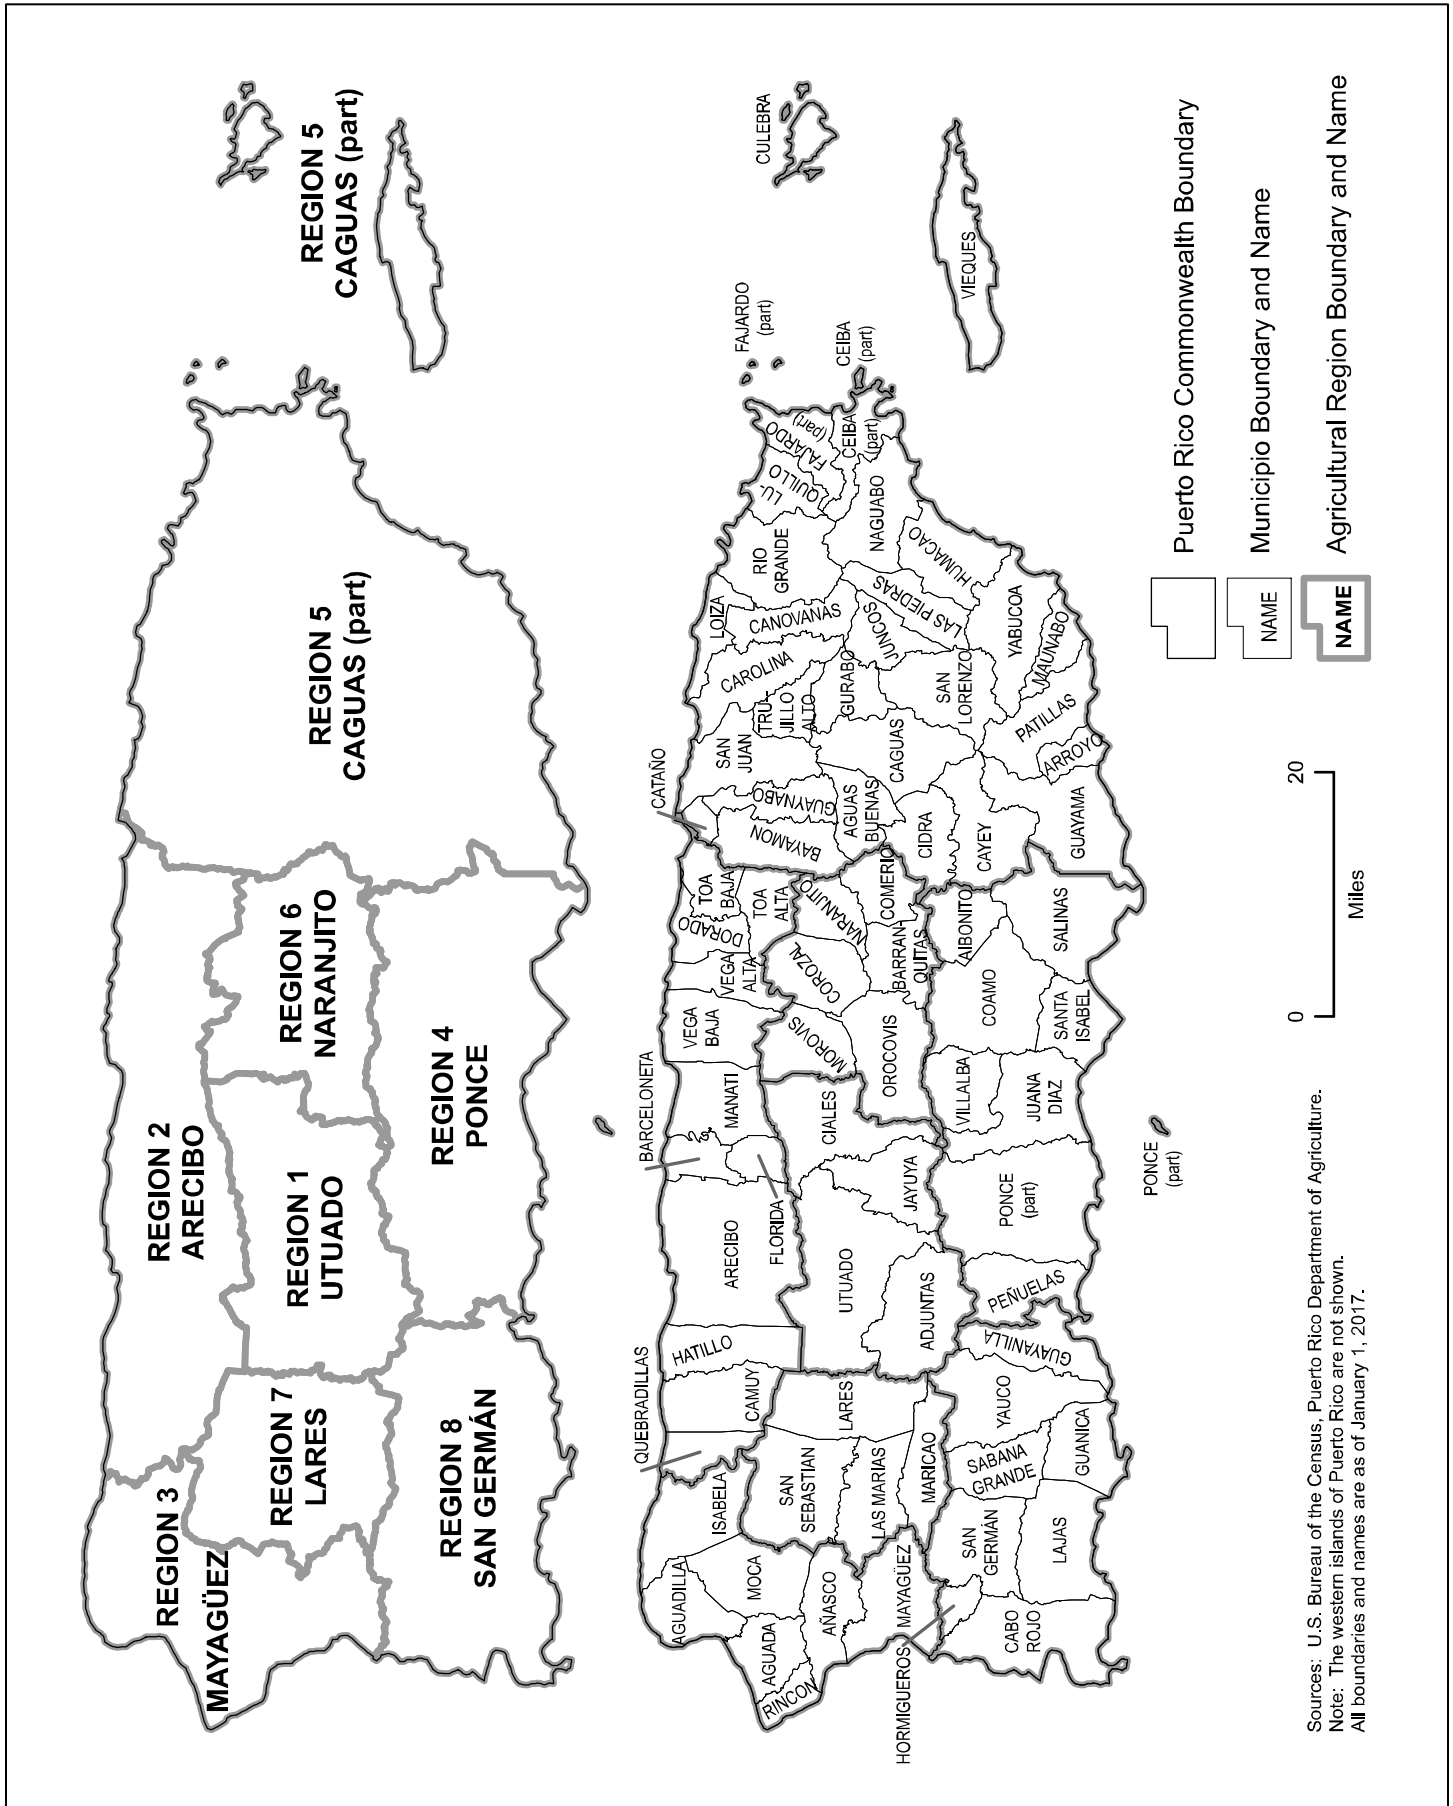 REGION 3
MAYAGÜEZ
REGION 2
ARECIBO
REGION 7
LARES
REGION 1
UTUADO
REGION 6
NARANJITO
REGION 8
SAN GERMÁN
REGION 4
PONCE
REGION 5
CAGUAS (part)
REGION 5
CAGUAS (part)
QUEBRADILLAS
BARCELONETA
CATAÑO
FAJARDO
(part)
CULEBRA
AGUADILLA
ISABELA
HATILLO
CAMUY
ARECIBO
FLORIDA
MANATI
VEGA
BAJA
VEGA
ALTA
DORADO
TOA
BAJA
TOA
ALTA
BAYAMON
GUAYNABO
SAN
JUAN
TRU-
JILLO
ALTO
CAROLINA
LOIZA
CANOVANAS
RIO
GRANDE
LU-
QUILLO
FAJARDO
(part)
CEIBA
(part)
CEIBA
(part)
MOCA
AGUADA
RINCON
AÑASCO
SAN
SEBASTIAN
LARES
UTUADO
CIALES
MOROVIS
COROZAL
NARANJITO
COMERIO
AGUAS
BUENAS
CAGUAS
GURABO
JUNCOS
LAS PIEDRAS
NAGUABO
HUMACAO
VIEQUES
MAYAGÜEZ
LAS MARIAS
MARICAO
ADJUNTAS
JAYUYA
OROCOVIS
BARRAN-
QUITAS
AIBONITO
CIDRA
CAYEY
SAN
LORENZO
YABUCOA
MAUNABO
HORMIGUEROS
CABO
ROJO
SAN
GERMÁN
LAJAS
SABANA
GRANDE
GUANICA
YAUCO
GUAYANILLA
PEÑUELAS
PONCE
(part)
VILLALBA
JUANA
DIAZ
COAMO
SANTA
ISABEL
SALINAS
GUAYAMA
ARROYO
PATILLAS
PONCE
(part)
Puerto Rico Commonwealth Boundary
NAME
Municipio Boundary and Name
NAME
Agricultural Region Boundary and Name
0
20
Miles
Sources: U.S. Bureau of the Census, Puerto Rico Department of Agriculture.
Note: The western islands of Puerto Rico are not shown.
All boundaries and names are as of January 1, 2017.